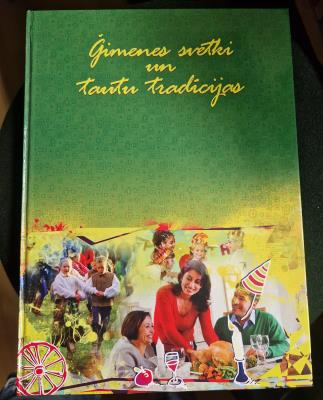 Ģimenes svētki
un
tautu tradīcijas